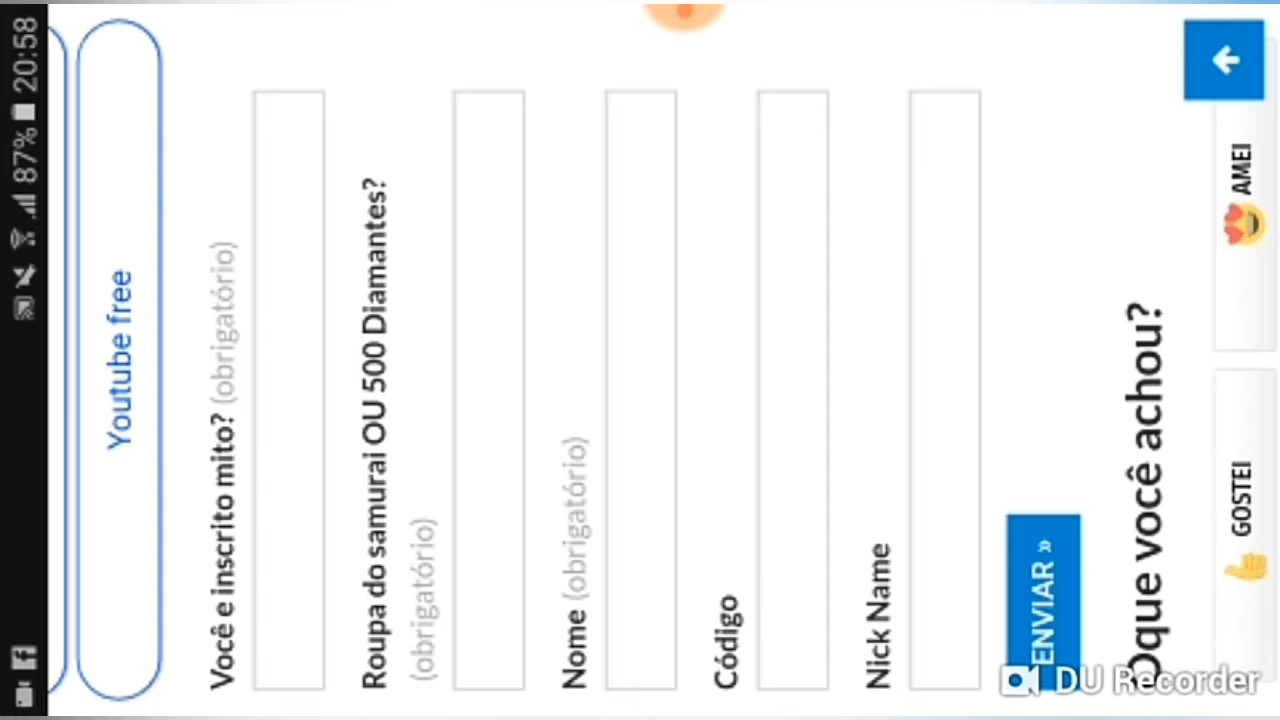 87% 20:58
Youtube free
Você e inscrito mito? (obrigatório)
Roupa do samurai OU 500 Diamantes?
(obrigatório)
Nome (obrigatório)
Código
Nick Name
ENVIAR »
Oque você achou?
GOSTEI
AMEI
DU Recorder